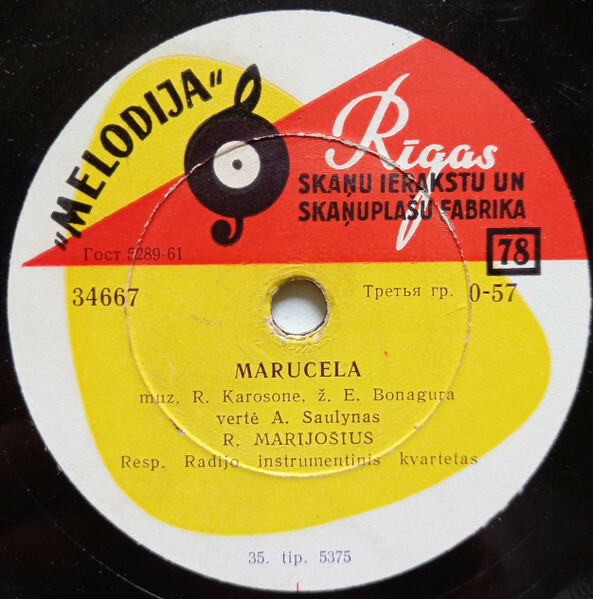 „MELODIJA“
Rīgas
SKAŅU IERAKSTU UN
SKAŅUPLAŠU FABRIKA
Гост 5289-61
78
34667
Третья гр. 0-57
MARUCELA
muz, R. Karosone, ž. E. Bonagura
vertė A. Saulynas
R. MARIJOŠIUS
Resp. Radijo instrumentinis kvartetas
35. tip. 5375